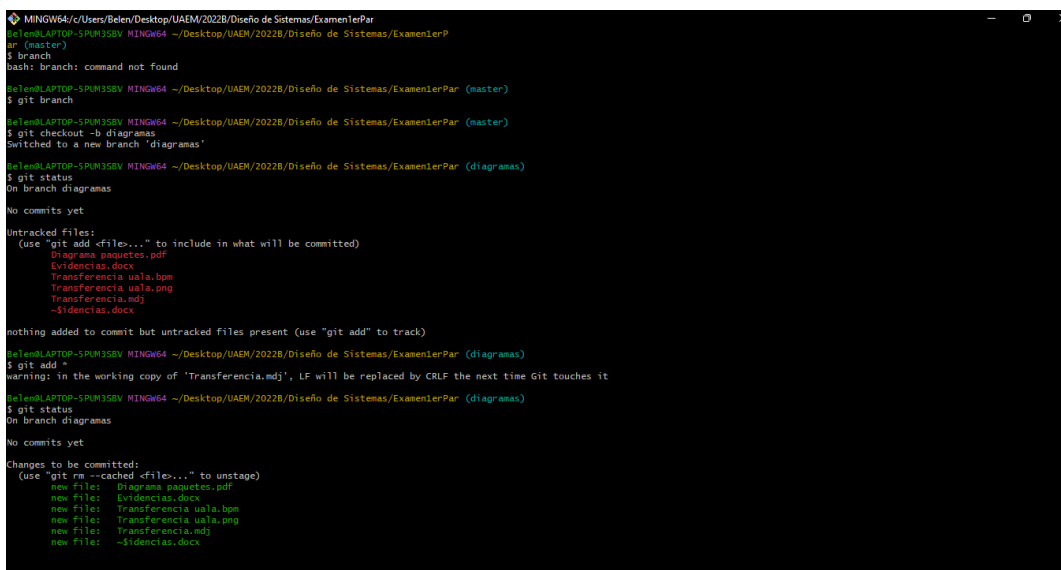 MINGW64:/c/Users/Belen/Desktop/UAEM/2022B/Diseño de Sistemas/Examen1erPar
Belen@LAPTOP-5PUM3SBV MINGW64 ~/Desktop/UAEM/2022B/Diseño de Sistemas/Examen1erP
ar (master)
$ branch
bash: branch: command not found
Belen@LAPTOP-5PUM3SBV MINGW64 ~/Desktop/UAEM/2022B/Diseño de Sistemas/Examen1erPar (master)
$ git branch
Belen@LAPTOP-5PUM3SBV MINGW64 ~/Desktop/UAEM/2022B/Diseño de Sistemas/Examen1erPar (master)
$ git checkout -b diagramas
Switched to a new branch 'diagramas'
Belen@LAPTOP-5PUM3SBV MINGW64 ~/Desktop/UAEM/2022B/Diseño de Sistemas/Examen1erPar (diagramas)
$ git status
On branch diagramas
No commits yet
Untracked files:
(use "git add <file>..." to include in what will be committed)
Diagrama paquetes.pdf
Evidencias.docx
Transferencia uala.bpm
Transferencia uala.png
Transferencia.mdj
~$idencias.docx
nothing added to commit but untracked files present (use "git add" to track)
Belen@LAPTOP-5PUM3SBV MINGW64 ~/Desktop/UAEM/2022B/Diseño de Sistemas/Examen1erPar (diagramas)
$ git add *
warning: in the working copy of 'Transferencia.mdj', LF will be replaced by CRLF the next time Git touches it
Belen@LAPTOP-5PUM3SBV MINGW64 ~/Desktop/UAEM/2022B/Diseño de Sistemas/Examen1erPar (diagramas)
$ git status
On branch diagramas
No commits yet
Changes to be committed:
(use "git rm --cached <file>..." to unstage)
new file: Diagrama paquetes.pdf
new file: Evidencias.docx
new file: Transferencia uala.bpm
new file: Transferencia uala.png
new file: Transferencia.mdj
new file: ~$idencias.docx